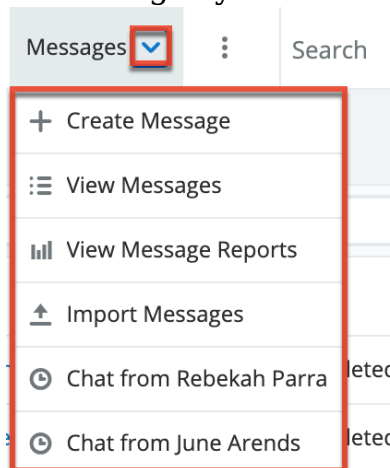 Messages
Search
Create Message
View Messages
View Message Reports
Import Messages
Chat from Rebekah Parra
Chat from June Arends